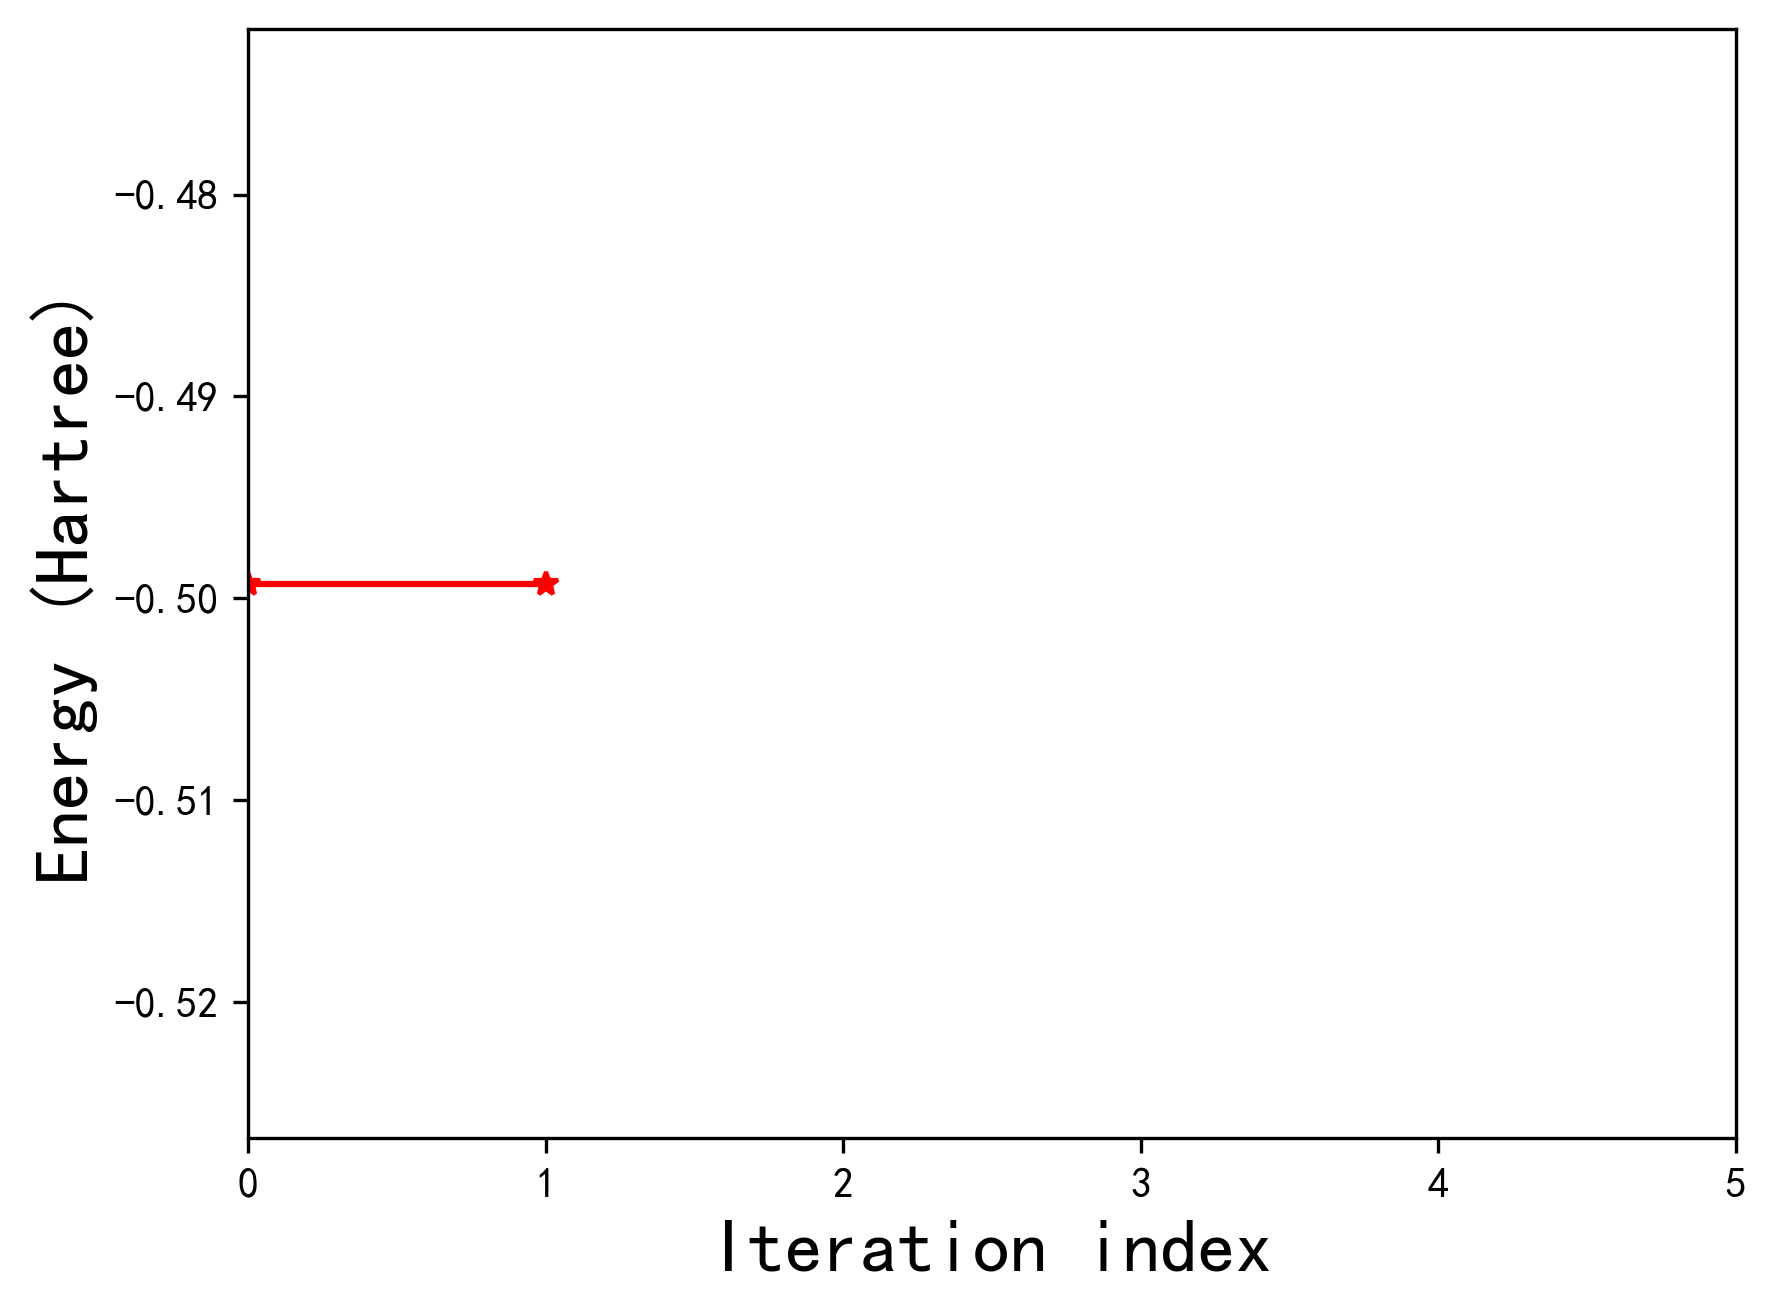 -0.48
-0.49
-0.50
-0.51
-0.52
Energy (Hartree)
0 1 2 3 4 5
Iteration index